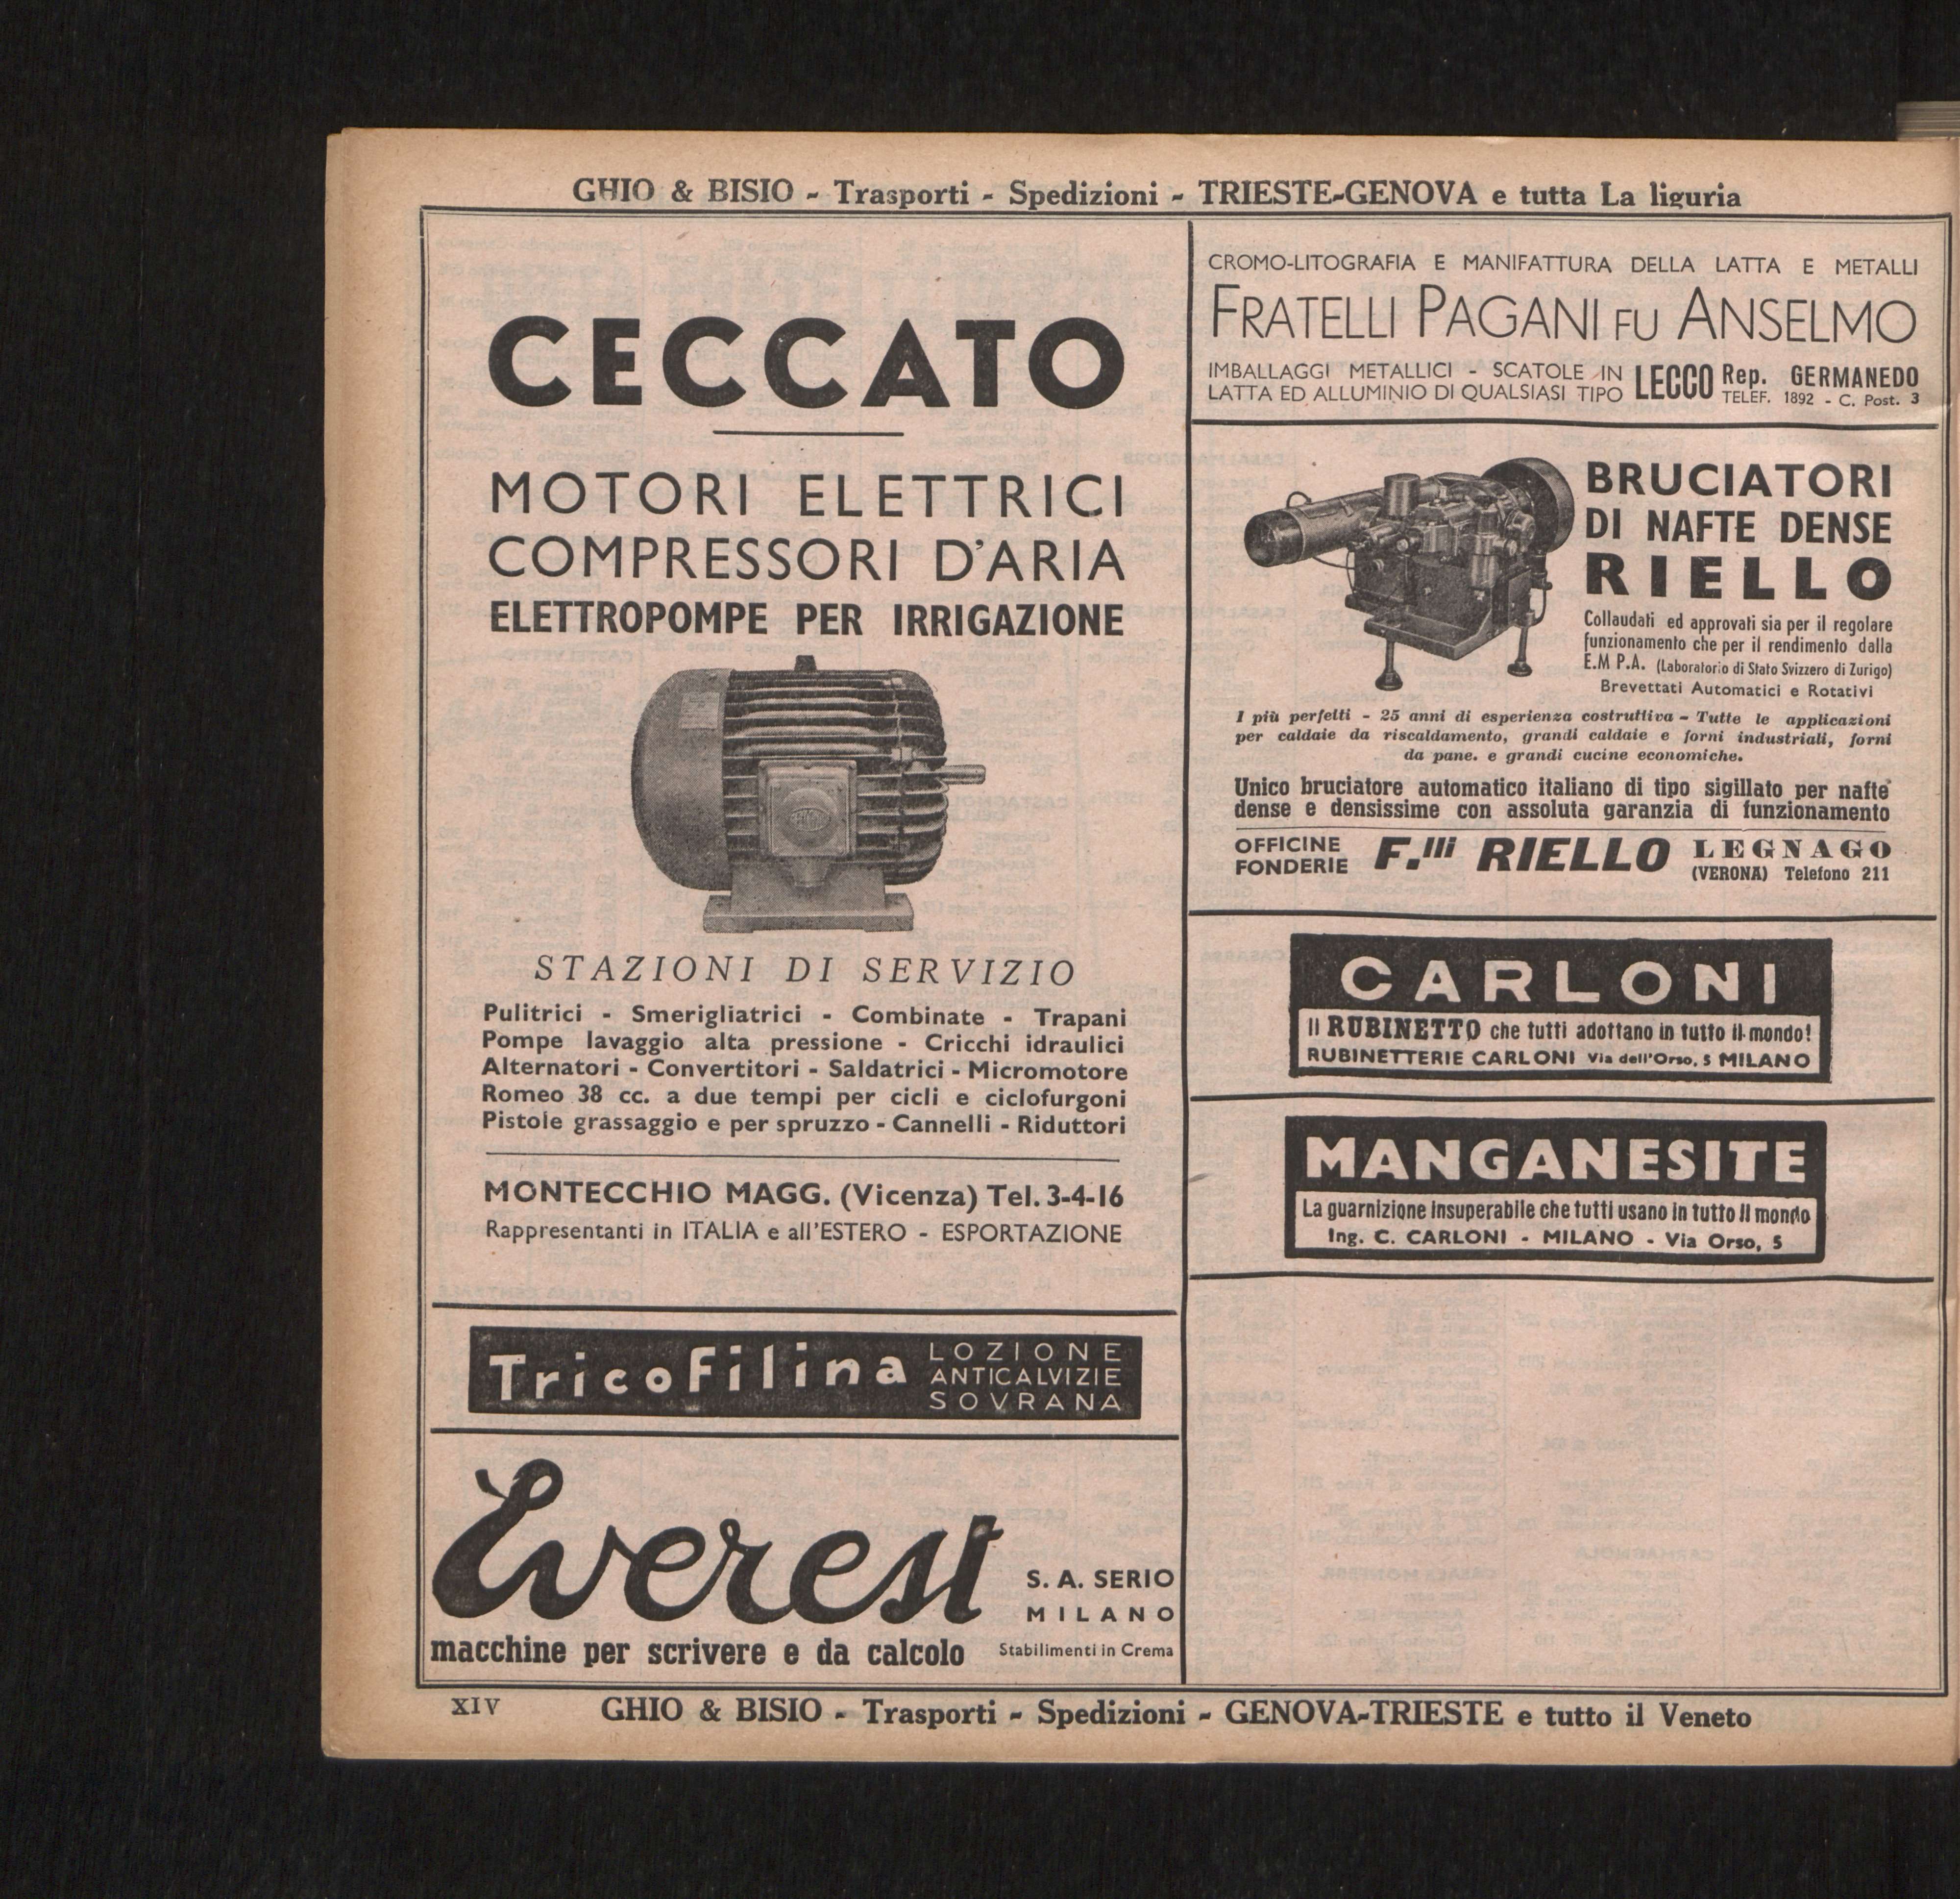 GHIO & BISIO - Trasporti - Spedizioni - TRIESTE-GENOVA e tutta La liguria
CECCATO
MOTORI ELETTRICI
COMPRESSORI D'ARIA
ELETTROPOMPE PER IRRIGAZIONE
STAZIONI DI SERVIZIO
Pulitrici - Smerigliatrici - Combinate - Trapani
Pompe lavaggio alta pressione - Cricchi idraulici
Alternatori - Convertitori - Saldatrici - Micromotore
Romeo 38 cc. a due tempi per cicli e ciclofurgoni
Pistole grassaggio e per spruzzo - Cannelli - Riduttori
MONTECCHIO MAGG. (Vicenza) Tel. 3-4-16
Rappresentanti in ITALIA e all'ESTERO - ESPORTAZIONE
TricoFilina
LOZIONE
ANTICALVIZIE
SOVRANA
Everest
S. A. SERIO
MILANO
macchine per scrivere e da calcolo
Stabilimenti in Crema
CROMO-LITOGRAFIA E MANIFATTURA DELLA LATTA E METALLI
FRATELLI PAGANI FU ANSELMO
IMBALLAGGI METALLICI - SCATOLE IN
LATTA ED ALLUMINIO DI QUALSIASI TIPO
LECCO
Rep. GERMANEDO
TELEF. 1892 - C. Post. 3
BRUCIATORI
DI NAFTE DENSE
RIELLO
Collaudati ed approvati sia per il regolare
funzionamento che per il rendimento dalla
E.M P.A. (Laboratorio di Stato Svizzero di Zurigo)
Brevettati Automatici e Rotativi
I più perfetti - 25 anni di esperienza costruttiva - Tutte le applicazioni
per caldaie da riscaldamento, grandi caldaie e forni industriali, forni
da pane. e grandi cucine economiche.
Unico bruciatore automatico italiano di tipo sigillato per nafte
dense e densissime con assoluta garanzia di funzionamento
OFFICINE
FONDERIE
F.lli RIELLO
LEGNAGO
(VERONA) Telefono 211
CARLONI
Il RUBINETTO che tutti adottano in tutto il mondo!
RUBINETTERIE CARLONI Via dell'Orso, 5 MILANO
MANGANESITE
La guarnizione insuperabile che tutti usano in tutto il mondo
Ing. C. CARLONI - MILANO - Via Orso, 5
XIV
GHIO & BISIO - Trasporti - Spedizioni - GENOVA-TRIESTE e tutto il Veneto